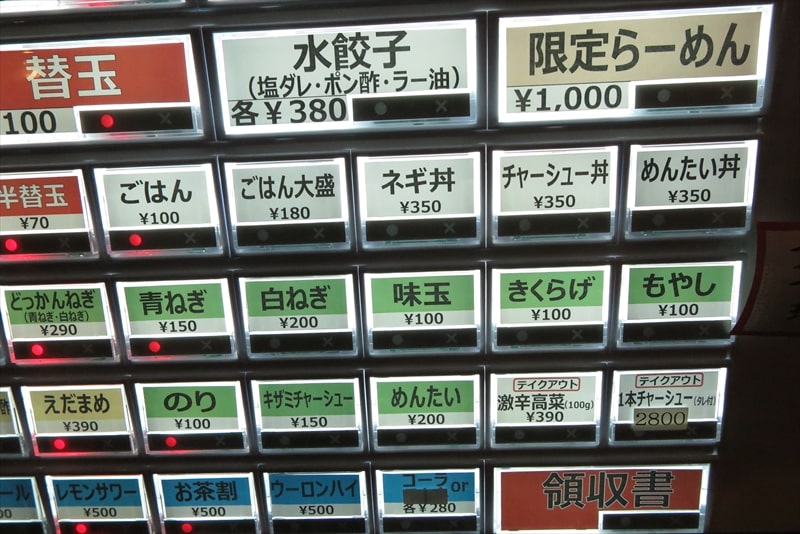 替玉
100
水餃子
(塩ダレ・ポン酢・ラー油)
各¥380
限定らーめん
¥1,000
半替玉
¥70
ごはん
¥100
ごはん大盛
¥180
ネギ丼
¥350
チャーシュー丼
¥350
めんたい丼
¥350
どっかんねぎ
(青ねぎ・白ねぎ)
¥290
青ねぎ
¥150
白ねぎ
¥200
味玉
¥100
きくらげ
¥100
もやし
¥100
酢
えだまめ
¥390
のり
¥100
キザミチャーシュー
¥150
めんたい
¥200
テイクアウト
激辛高菜(100g)
¥390
テイクアウト
1本チャーシュー(タレ付)
2800
ール
レモンサワー
¥500
お茶割
¥500
ウーロンハイ
¥500
コーラ or
各¥280
領収書